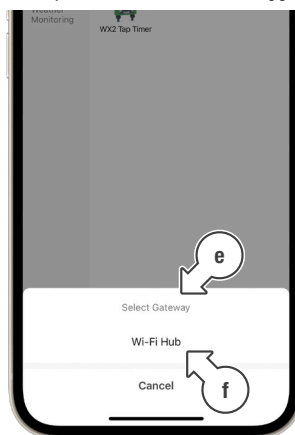 Monitoring
WX2 Tap Timer
e
Select Gateway
Wi-Fi Hub
Cancel
f